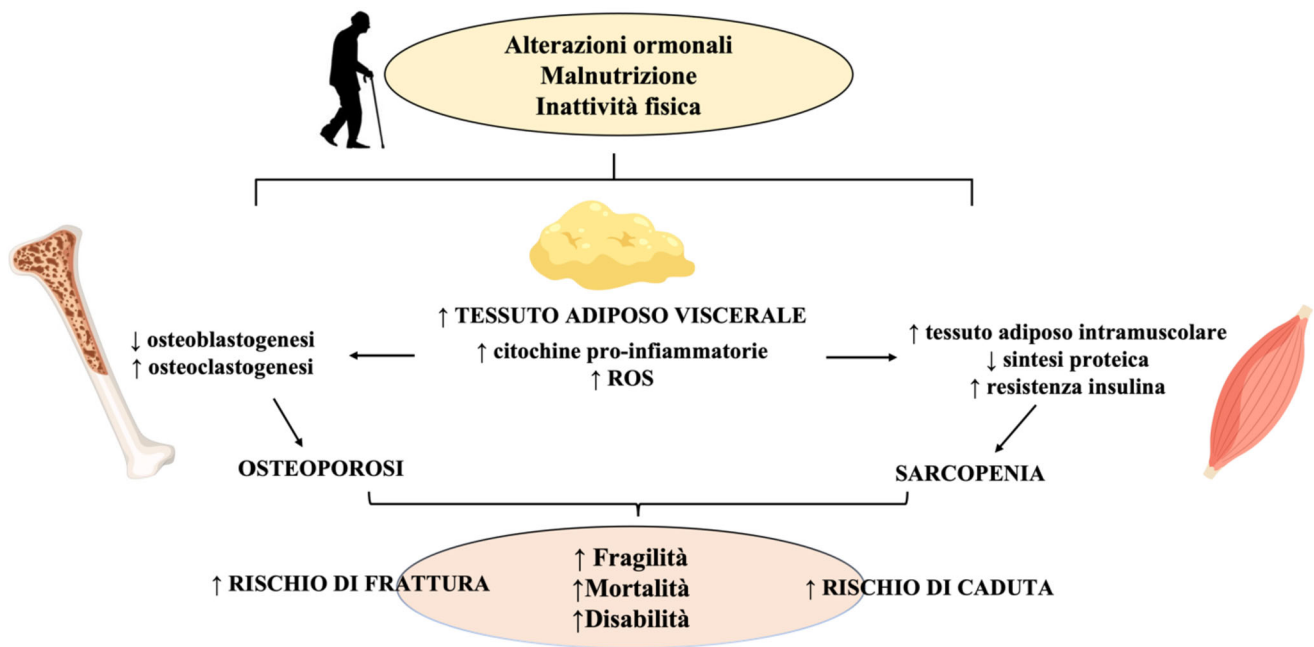 Alterazioni ormonali
Malnutrizione
Inattività fisica
↑ TESSUTO ADIPOSO VISCERALE
↑ citochine pro-infiammatorie
↑ ROS
↓ osteoblastogenesi
↑ osteoclastogenesi
↑ tessuto adiposo intramuscolare
↓ sintesi proteica
↑ resistenza insulina
OSTEOPOROSI
SARCOPENIA
↑ RISCHIO DI FRATTURA
↑ Fragilità
↑Mortalità
↑Disabilità
↑ RISCHIO DI CADUTA